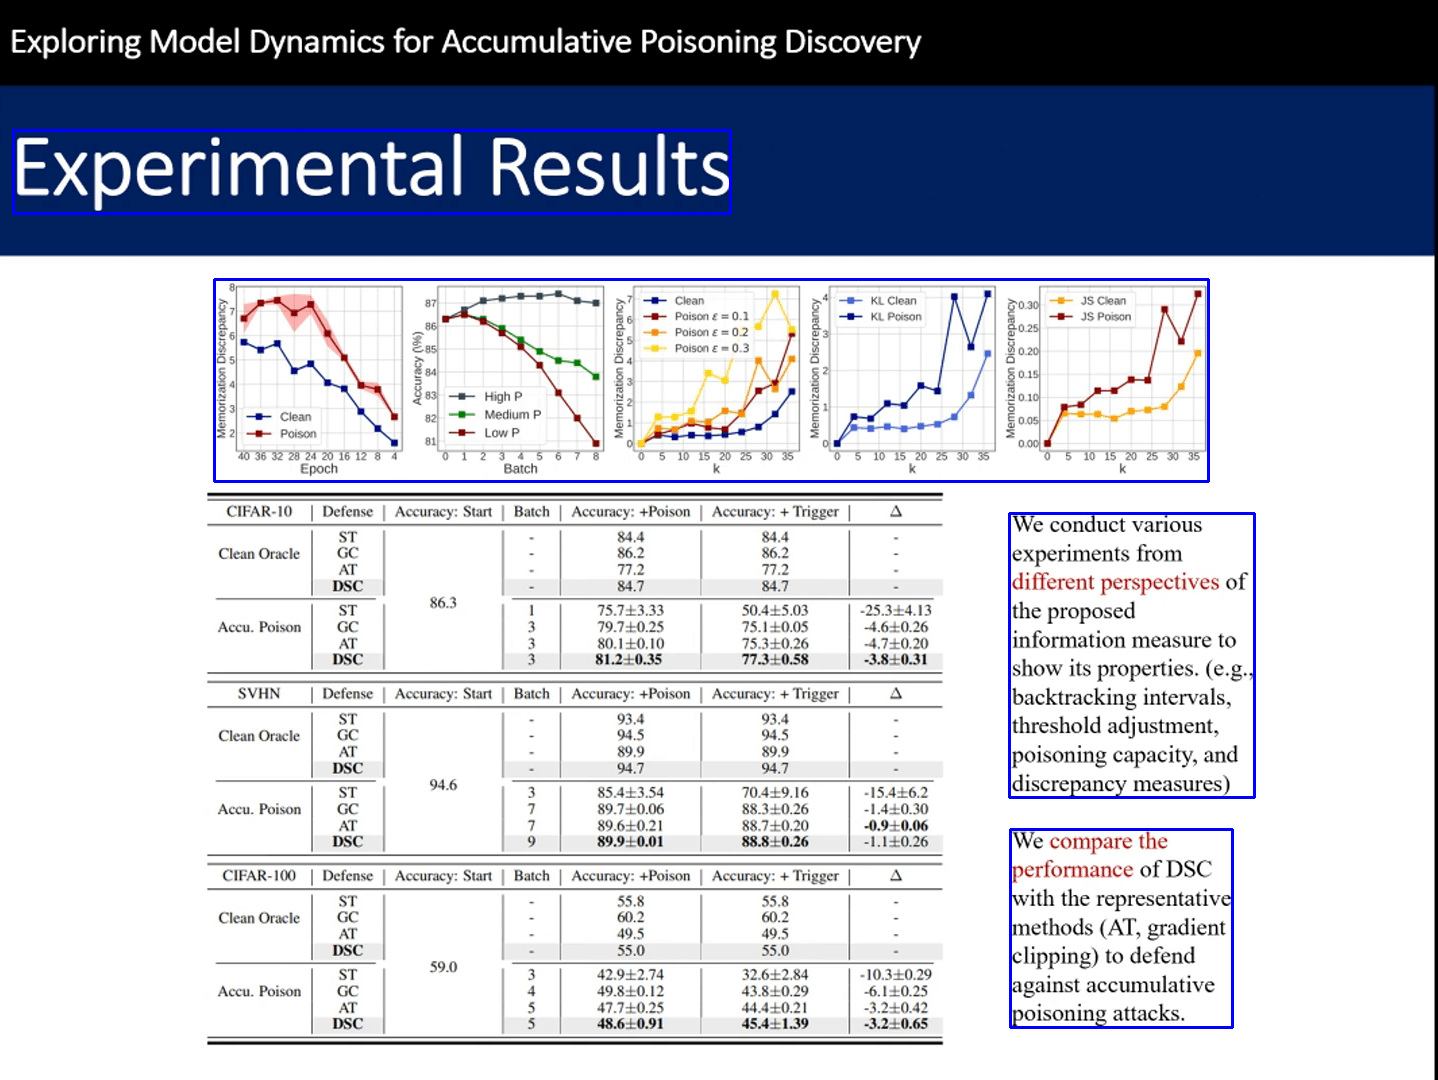 Exploring Model Dynamics for Accumulative Poisoning Discovery
Experimental Results
Memorization Discrepancy
8
7
6
5
4
3
2
Clean
Poison
40 36 32 28 24 20 16 12 8 4
Epoch
Accuracy (\%)
87
86
85
84
83
82
81
High P
Medium P
Low P
0 1 2 3 4 5 6 7 8
Batch
Memorization Discrepancy
7
6
5
4
3
2
1
0
Clean
Poison ε = 0.1
Poison ε = 0.2
Poison ε = 0.3
0 5 10 15 20 25 30 35
k
Memorization Discrepancy
4
3
2
1
0
KL Clean
KL Poison
0 5 10 15 20 25 30 35
k
Memorization Discrepancy
0.30
0.25
0.20
0.15
0.10
0.05
0.00
JS Clean
JS Poison
0 5 10 15 20 25 30 35
k
CIFAR-10 | Defense | Accuracy: Start | Batch | Accuracy: +Poison | Accuracy: + Trigger | Δ
Clean Oracle
ST - 84.4 84.4 -
GC - 86.2 86.2 -
AT - 77.2 77.2 -
DSC - 84.7 84.7 -
86.3
Accu. Poison
ST 1 75.7±3.33 50.4±5.03 -25.3±4.13
GC 3 79.7±0.25 75.1±0.05 -4.6±0.26
AT 3 80.1±0.10 75.3±0.26 -4.7±0.20
DSC 3 81.2±0.35 77.3±0.58 -3.8±0.31
SVHN | Defense | Accuracy: Start | Batch | Accuracy: +Poison | Accuracy: + Trigger | Δ
Clean Oracle
ST - 93.4 93.4 -
GC - 94.5 94.5 -
AT - 89.9 89.9 -
DSC - 94.7 94.7 -
94.6
Accu. Poison
ST 3 85.4±3.54 70.4±9.16 -15.4±6.2
GC 7 89.7±0.06 88.3±0.26 -1.4±0.30
AT 7 89.6±0.21 88.7±0.20 -0.9±0.06
DSC 9 89.9±0.01 88.8±0.26 -1.1±0.26
CIFAR-100 | Defense | Accuracy: Start | Batch | Accuracy: +Poison | Accuracy: + Trigger | Δ
Clean Oracle
ST - 55.8 55.8 -
GC - 60.2 60.2 -
AT - 49.5 49.5 -
DSC - 55.0 55.0 -
59.0
Accu. Poison
ST 3 42.9±2.74 32.6±2.84 -10.3±0.29
GC 4 49.8±0.12 43.8±0.29 -6.1±0.25
AT 5 47.7±0.25 44.4±0.21 -3.2±0.42
DSC 5 48.6±0.91 45.4±1.39 -3.2±0.65
We conduct various
experiments from
different perspectives of
the proposed
information measure to
show its properties. (e.g.,
backtracking intervals,
threshold adjustment,
poisoning capacity, and
discrepancy measures)
We compare the
performance of DSC
with the representative
methods (AT, gradient
clipping) to defend
against accumulative
poisoning attacks.